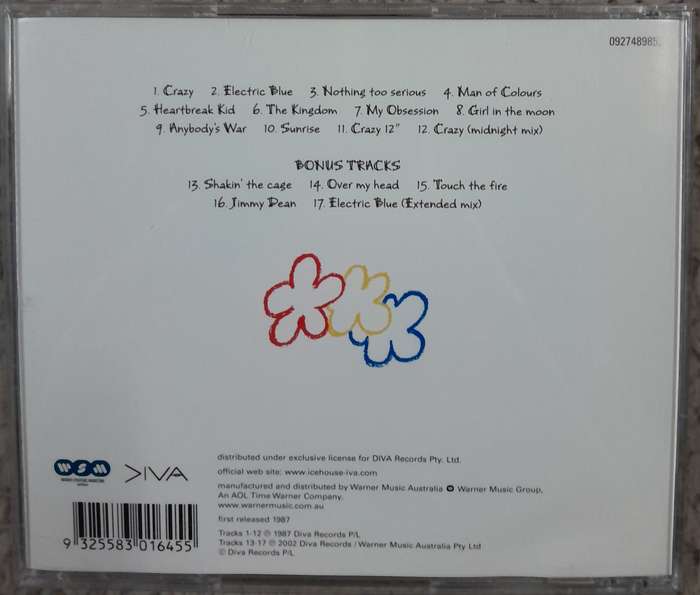 092748985
1. Crazy 2. Electric Blue 3. Nothing too serious 4. Man of Colours
5. Heartbreak Kid 6. The Kingdom 7. My Obsession 8. Girl in the moon
9. Anybody's War 10. Sunrise 11. Crazy 12" 12. Crazy (midnight mix)
BONUS TRACKS
13. Shakin' the cage 14. Over my head 15. Touch the fire
16. Jimmy Dean 17. Electric Blue (Extended mix)
distributed under exclusive license for DIVA Records Pty. Ltd.
official web site: www.icehouse-iva.com
manufactured and distributed by Warner Music Australia Warner Music Group,
An AOL Time Warner Company.
www.warnermusic.com.au
first released 1987
Tracks 1-12 ℗ 1987 Diva Records P/L
Tracks 13-17 ℗ 2002 Diva Records / Warner Music Australia Pty Ltd
© Diva Records P/L
WSM
DIVA
9 325583 016455